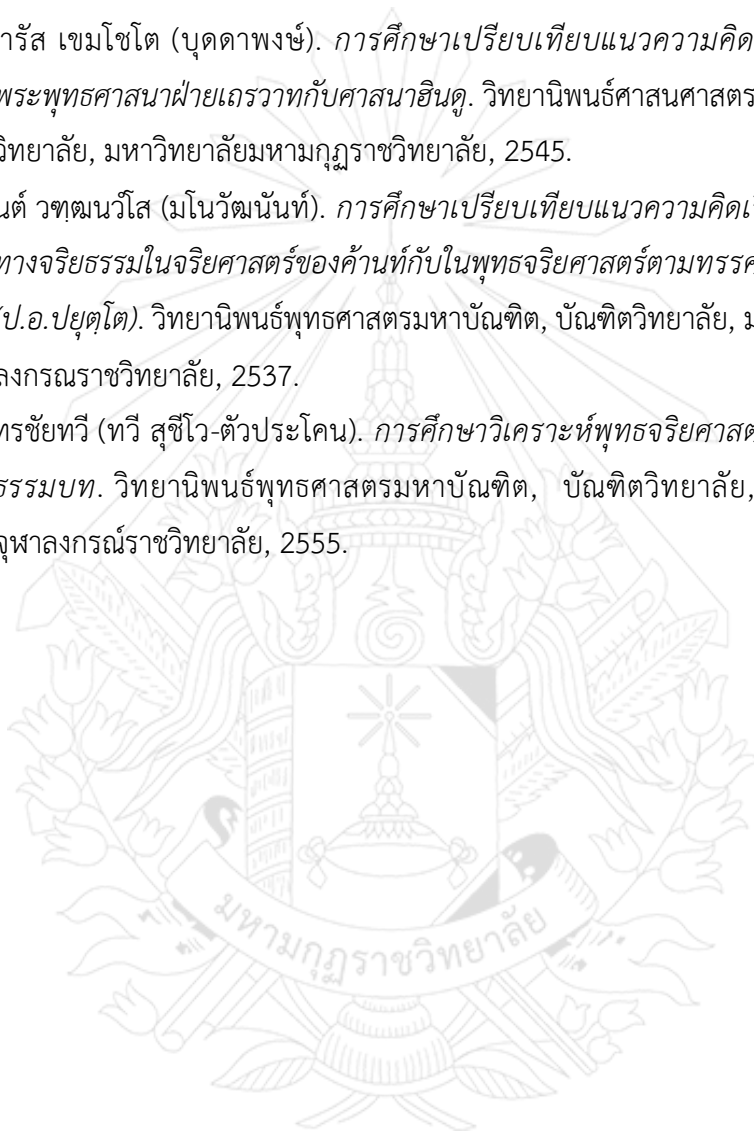 ารัส เขมโชโต (บุดดาพงษ์). การศึกษาเปรียบเทียบแนวความคิด
พระพุทธศาสนาฝ่ายเถรวาทกับศาสนาฮินดู. วิทยานิพนธ์ศาสนศาสตร
วิทยาลัย, มหาวิทยาลัยมหามกุฏราชวิทยาลัย, 2545.
นต์ วฑฺฒนวํโส (มโนวัฒนันท์). การศึกษาเปรียบเทียบแนวความคิดเ
ทางจริยธรรมในจริยศาสตร์ของค้านท์กับในพุทธจริยศาสตร์ตามทรรศ
(ป.อ.ปยุตฺโต). วิทยานิพนธ์พุทธศาสตรมหาบัณฑิต, บัณฑิตวิทยาลัย, ม
ลงกรณราชวิทยาลัย, 2537.
ทรชัยทวี (ทวี สุชีโว-ตัวประโคน). การศึกษาวิเคราะห์พุทธจริยศาสต
ธรรมบท. วิทยานิพนธ์พุทธศาสตรมหาบัณฑิต, บัณฑิตวิทยาลัย,
จุฬาลงกรณ์ราชวิทยาลัย, 2555.
มหามกุฏราชวิทยาลัย